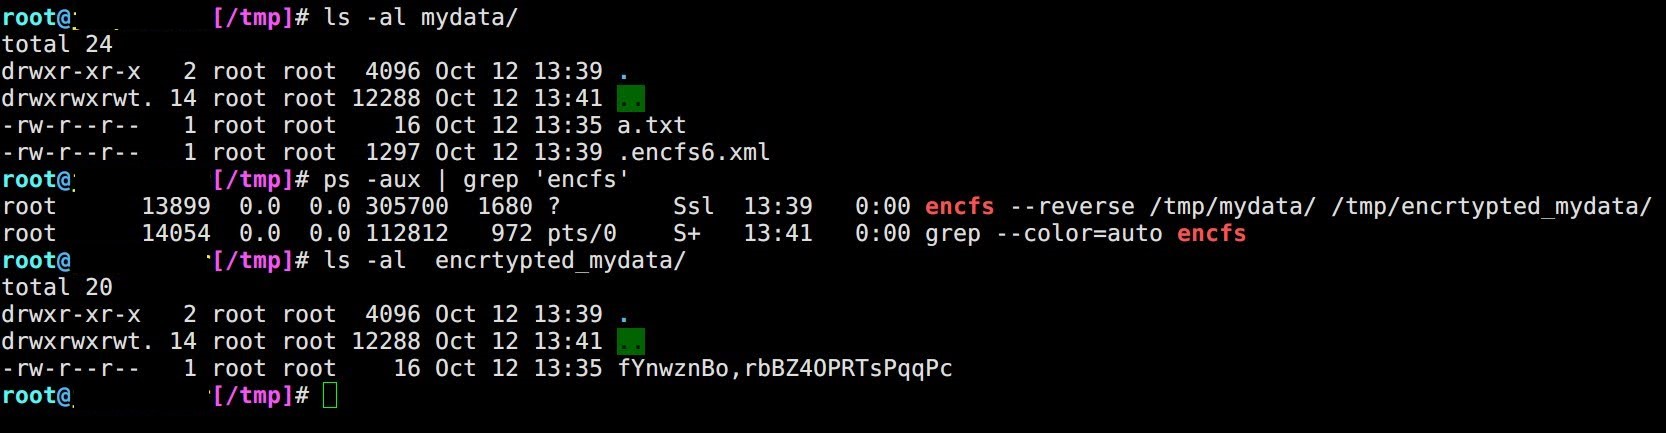 root@ [/tmp]# ls -al mydata/
total 24
drwxr-xr-x   2 root root  4096 Oct 12 13:39 .
drwxrwxrwt. 14 root root 12288 Oct 12 13:41 ..
-rw-r--r--   1 root root    16 Oct 12 13:35 a.txt
-rw-r--r--   1 root root  1297 Oct 12 13:39 .encfs6.xml
root@ [/tmp]# ps -aux | grep 'encfs'
root      13899  0.0  0.0 305700  1680 ?        Ssl  13:39   0:00 encfs --reverse /tmp/mydata/ /tmp/encrtypted_mydata/
root      14054  0.0  0.0 112812   972 pts/0    S+   13:41   0:00 grep --color=auto encfs
root@ [/tmp]# ls -al  encrtypted_mydata/
total 20
drwxr-xr-x   2 root root  4096 Oct 12 13:39 .
drwxrwxrwt. 14 root root 12288 Oct 12 13:41 ..
-rw-r--r--   1 root root    16 Oct 12 13:35 fYnwznBo,rbBZ4OPRTsPqqPc
root@ [/tmp]#